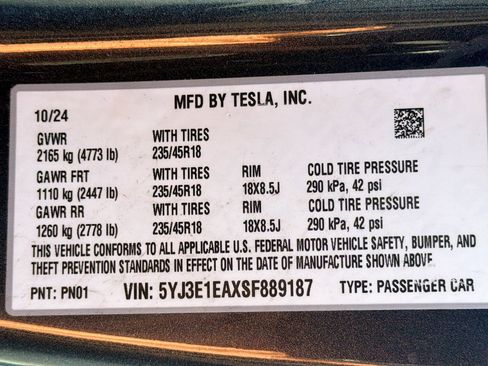 MFD BY TESLA, INC.
10/24
GVWR WITH TIRES
2165 kg (4773 lb) 235/45R18
GAWR FRT WITH TIRES RIM COLD TIRE PRESSURE
1110 kg (2447 lb) 235/45R18 18X8.5J 290 kPa, 42 psi
GAWR RR WITH TIRES RIM COLD TIRE PRESSURE
1260 kg (2778 lb) 235/45R18 18X8.5J 290 kPa, 42 psi
THIS VEHICLE CONFORMS TO ALL APPLICABLE U.S. FEDERAL MOTOR VEHICLE SAFETY, BUMPER, AND
THEFT PREVENTION STANDARDS IN EFFECT ON THE DATE OF MANUFACTURE SHOWN ABOVE.
PNT: PN01 VIN: 5YJ3E1EAXSF889187 TYPE: PASSENGER CAR